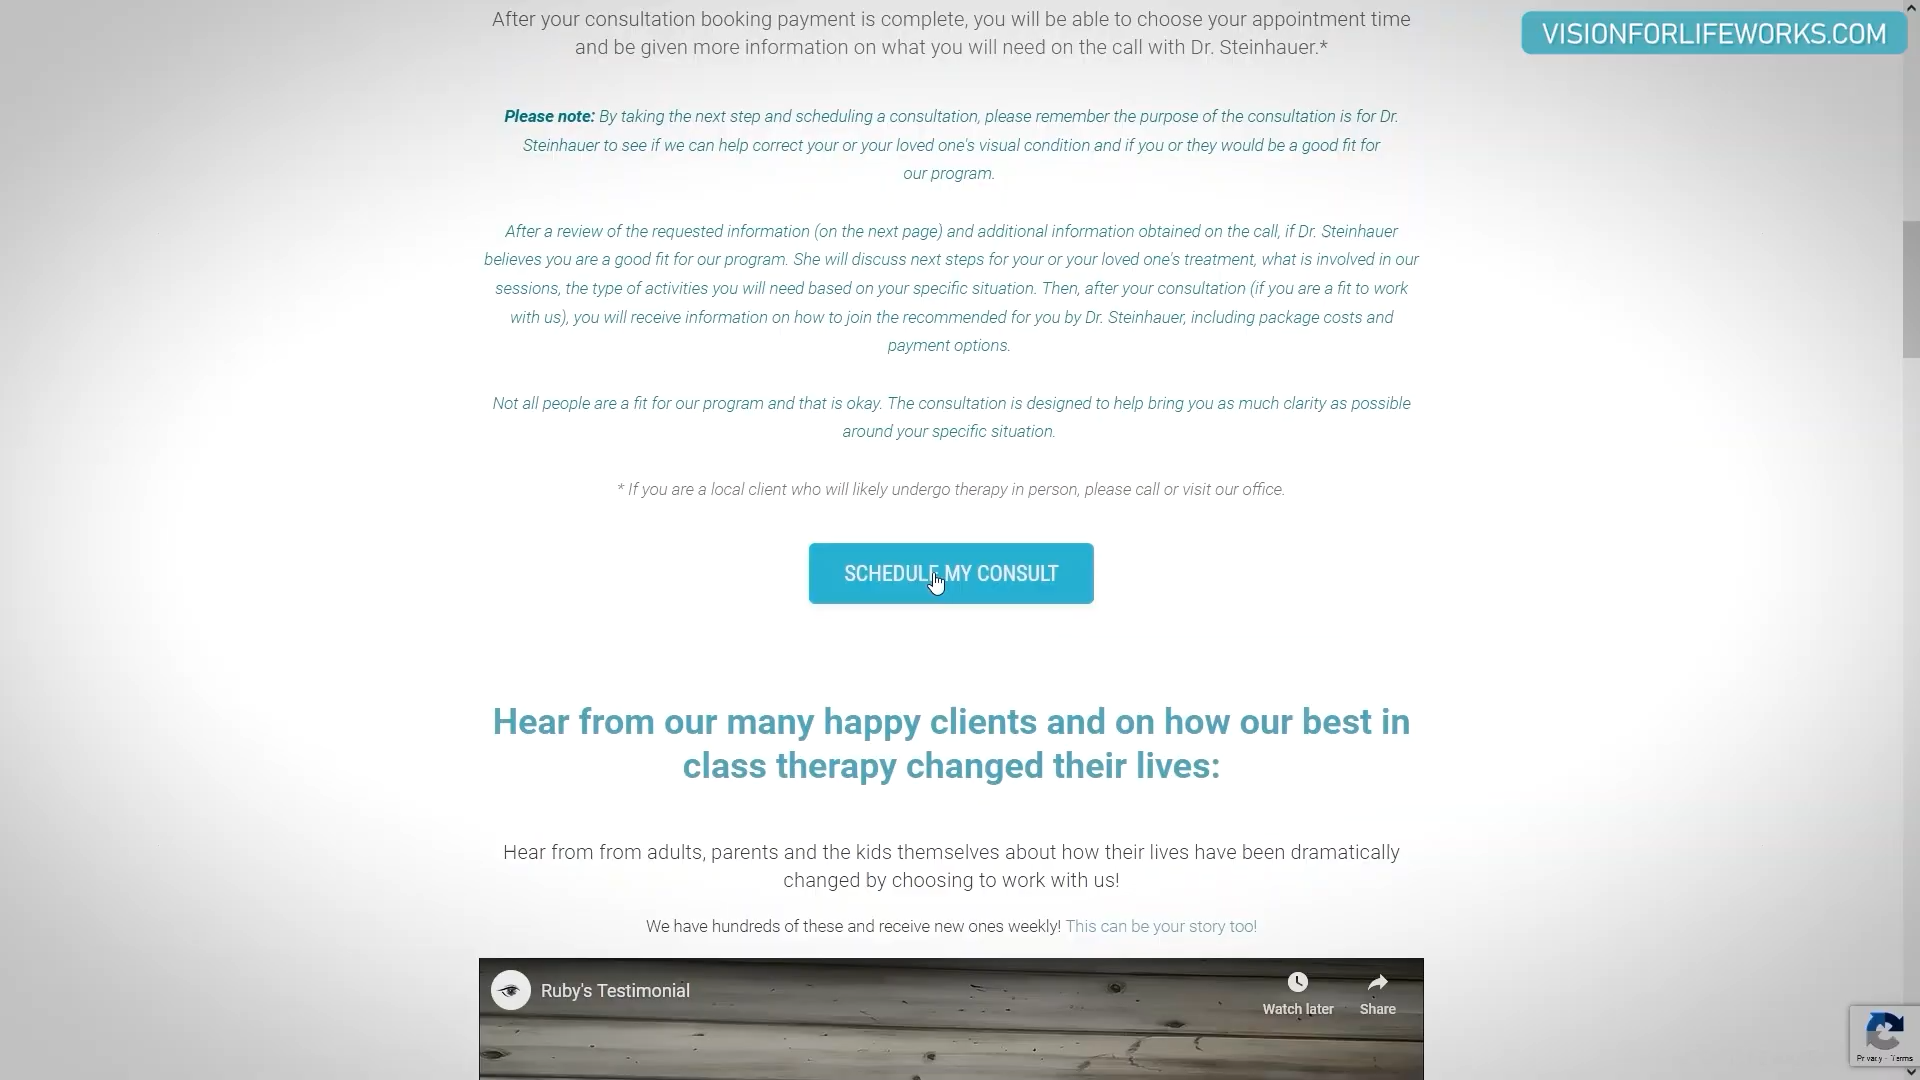 After your consultation booking payment is complete, you will be able to choose your appointment time
and be given more information on what you will need on the call with Dr. Steinhauer.*
VISIONFORLIFEWORKS.COM
Please note: By taking the next step and scheduling a consultation, please remember the purpose of the consultation is for Dr.
Steinhauer to see if we can help correct your or your loved one's visual condition and if you or they would be a good fit for
our program.
After a review of the requested information (on the next page) and additional information obtained on the call, if Dr. Steinhauer
believes you are a good fit for our program. She will discuss next steps for your or your loved one's treatment, what is involved in our
sessions, the type of activities you will need based on your specific situation. Then, after your consultation (if you are a fit to work
with us), you will receive information on how to join the recommended for you by Dr. Steinhauer, including package costs and
payment options.
Not all people are a fit for our program and that is okay. The consultation is designed to help bring you as much clarity as possible
around your specific situation.
* If you are a local client who will likely undergo therapy in person, please call or visit our office.
SCHEDULE MY CONSULT
Hear from our many happy clients and on how our best in
class therapy changed their lives:
Hear from from adults, parents and the kids themselves about how their lives have been dramatically
changed by choosing to work with us!
We have hundreds of these and receive new ones weekly! This can be your story too!
Ruby's Testimonial
Watch later
Share
Privacy - Terms